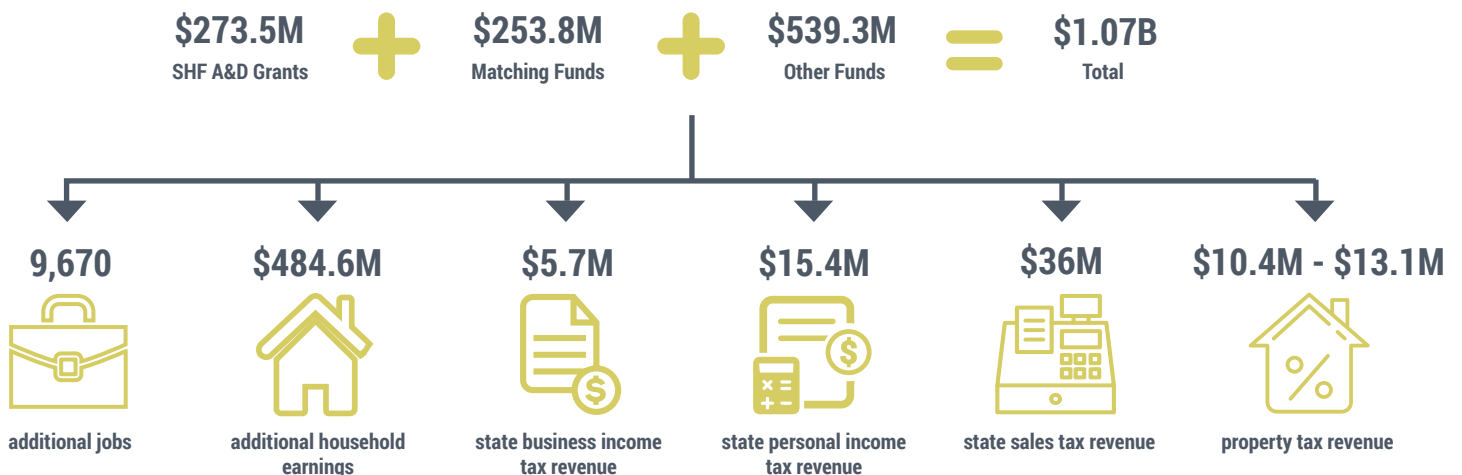 $273.5M
SHF A&D Grants
$253.8M
Matching Funds
$539.3M
Other Funds
$1.07B
Total
9,670
additional jobs
$484.6M
additional household
earnings
$5.7M
state business income
tax revenue
$15.4M
state personal income
tax revenue
$36M
state sales tax revenue
$10.4M - $13.1M
property tax revenue